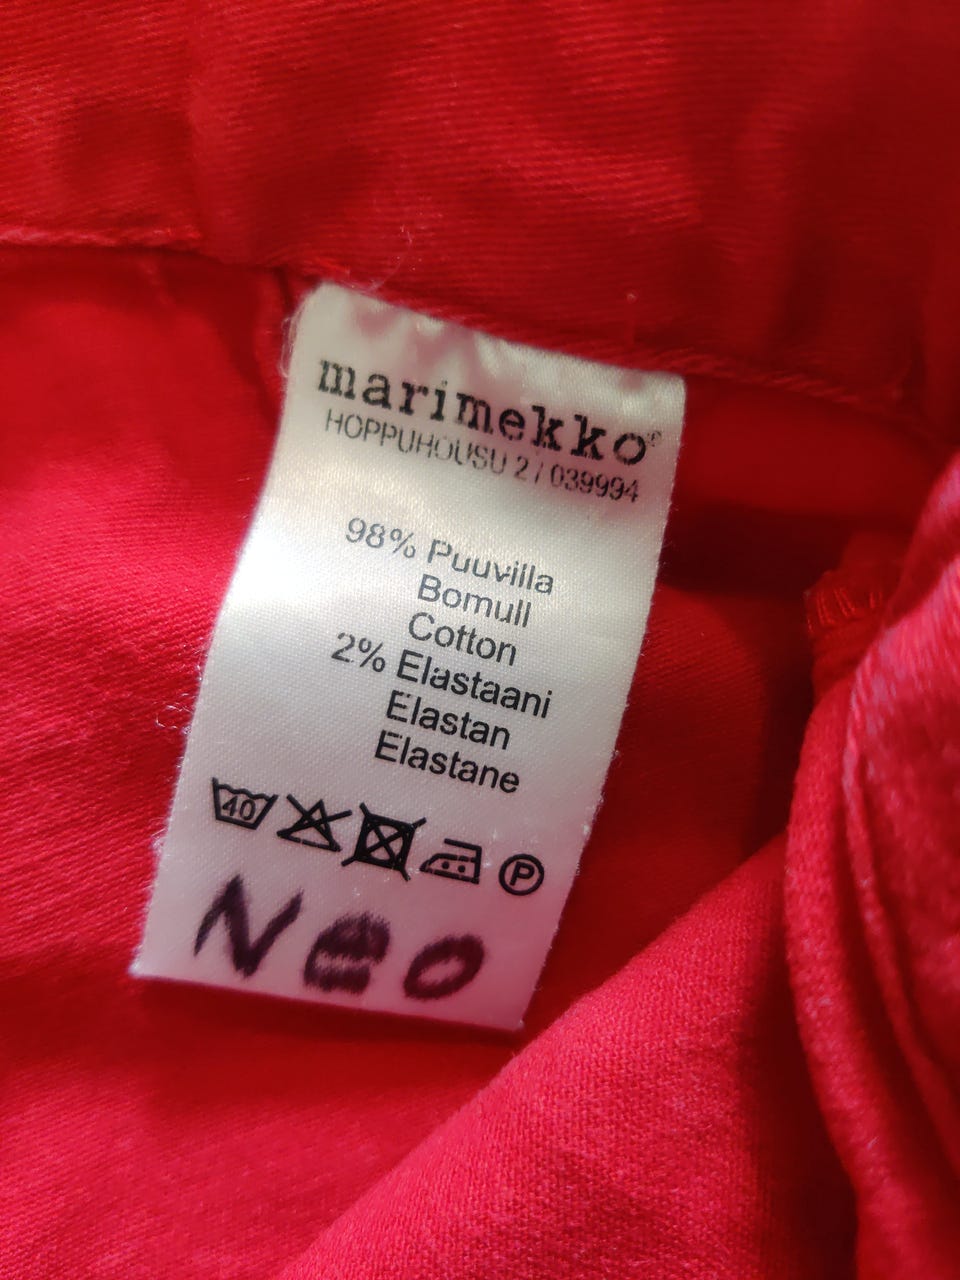 marimekko®
HOPPUHOUSU 2 / 039994
98% Puuvilla
Bomull
Cotton
2% Elastaani
Elastan
Elastane
40 P
Neo